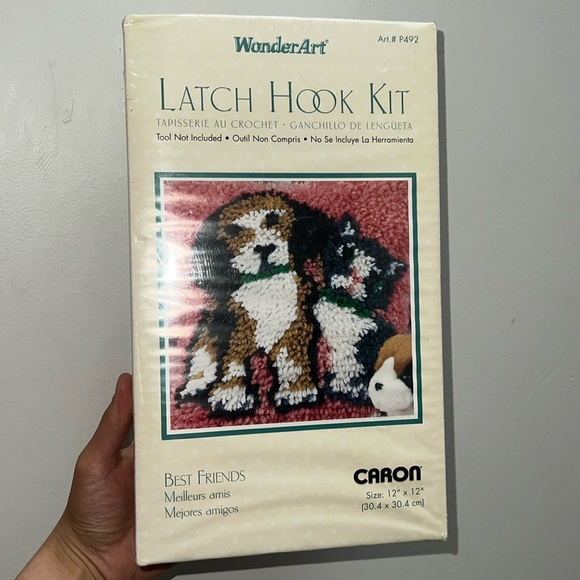 WonderArt®
Art.# P492
LATCH HOOK KIT
TAPISSERIE AU CROCHET • GANCHILLO DE LENGÜETA
Tool Not Included • Outil Non Compris • No Se Incluye La Herramienta
BEST FRIENDS
Meilleurs amis
Mejores amigos
CARON®
Size: 12" x 12"
(30.4 x 30.4 cm)